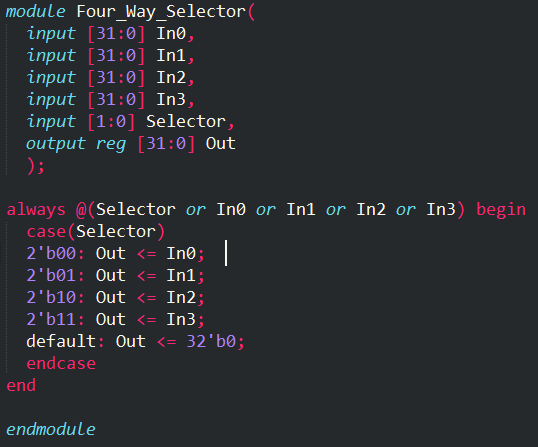 module Four_Way_Selector(
input [31:0] In0,
input [31:0] In1,
input [31:0] In2,
input [31:0] In3,
input [1:0] Selector,
output reg [31:0] Out
);
always @(Selector or In0 or In1 or In2 or In3) begin
case(Selector)
2'b00: Out <= In0;
2'b01: Out <= In1;
2'b10: Out <= In2;
2'b11: Out <= In3;
default: Out <= 32'b0;
endcase
end
endmodule